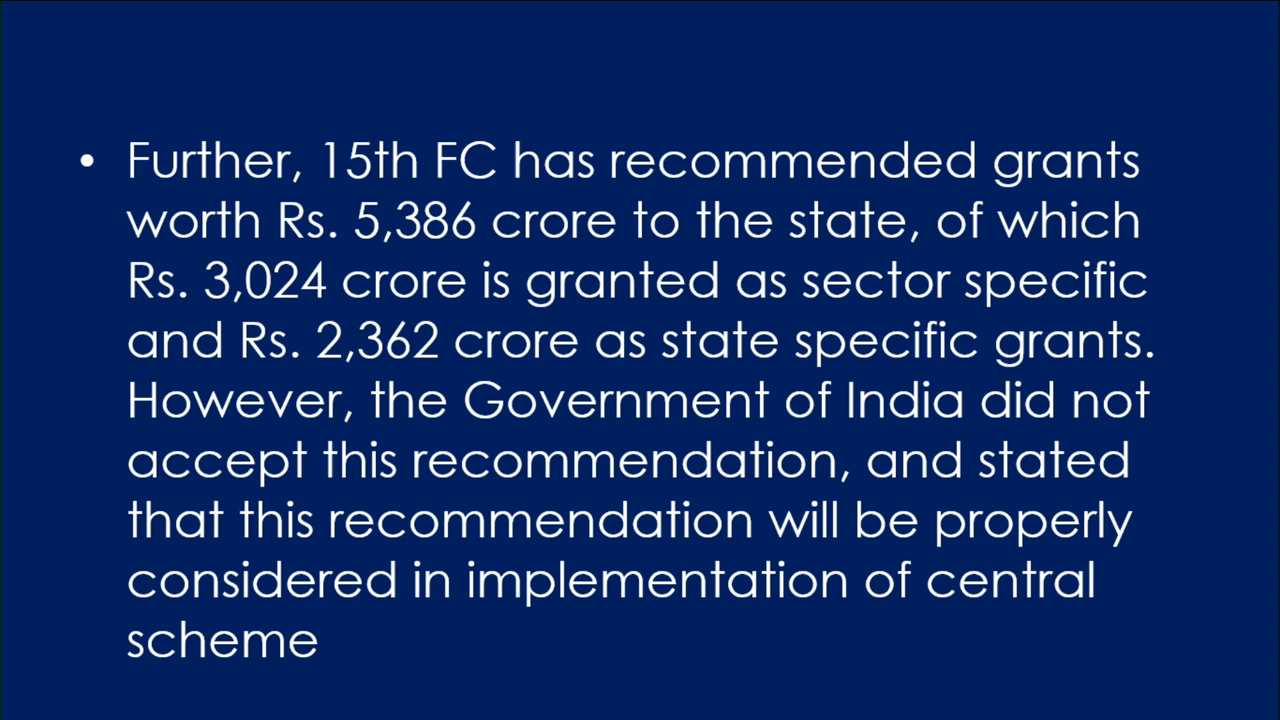 • Further, 15th FC has recommended grants
worth Rs. 5,386 crore to the state, of which
Rs. 3,024 crore is granted as sector specific
and Rs. 2,362 crore as state specific grants.
However, the Government of India did not
accept this recommendation, and stated
that this recommendation will be properly
considered in implementation of central
scheme